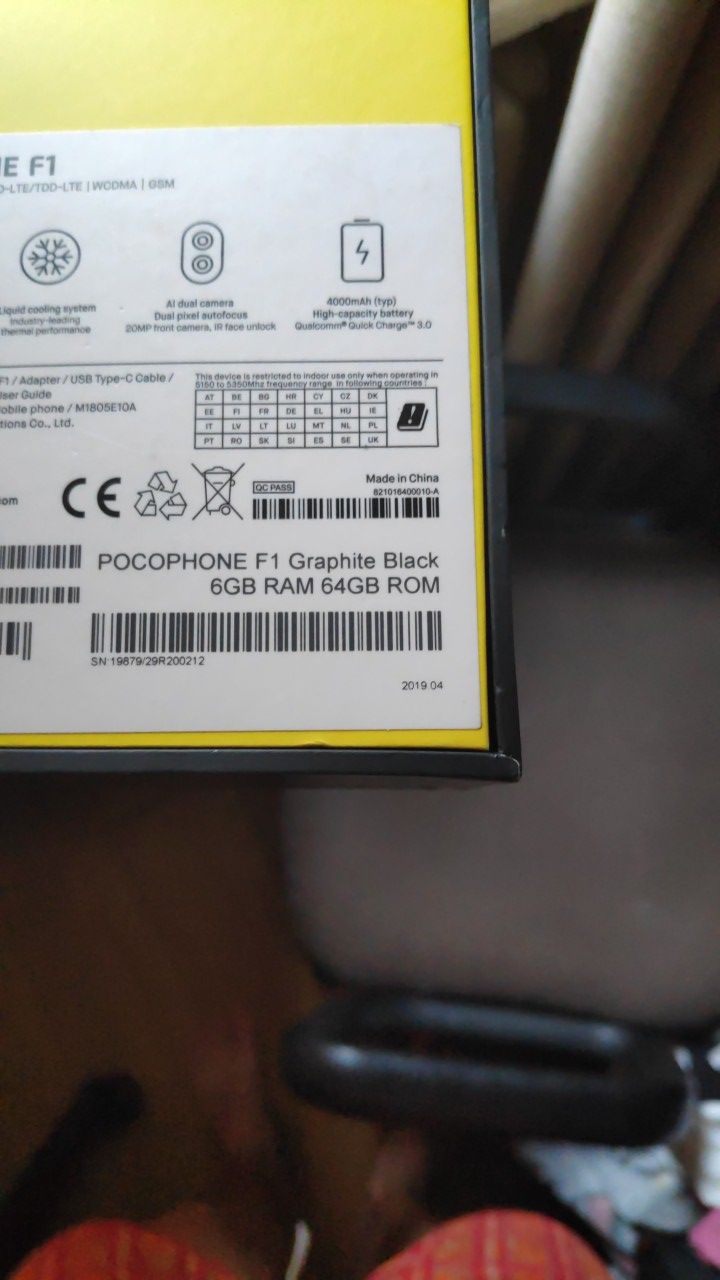 E F1
D-LTE/TDD-LTE | WCDMA | GSM
Liquid cooling system
Industry-leading
thermal performance
AI dual camera
Dual pixel autofocus
20MP front camera, IR face unlock
4000mAh (typ)
High-capacity battery
Qualcomm® Quick Charge™ 3.0
F1 / Adapter / USB Type-C Cable /
ser Guide
obile phone / M1805E10A
tions Co., Ltd.
This device is restricted to indoor use only when operating in
5150 to 5350Mhz frequency range in following countries :
AT BE BG HR CY CZ DK
EE FI FR DE EL HU IE
IT LV LT LU MT NL PL
PT RO SK SI ES SE UK
om
CE
QC PASS
Made in China
821016400010-A
POCOPHONE F1 Graphite Black
6GB RAM 64GB ROM
SN:19879/29R200212
2019.04